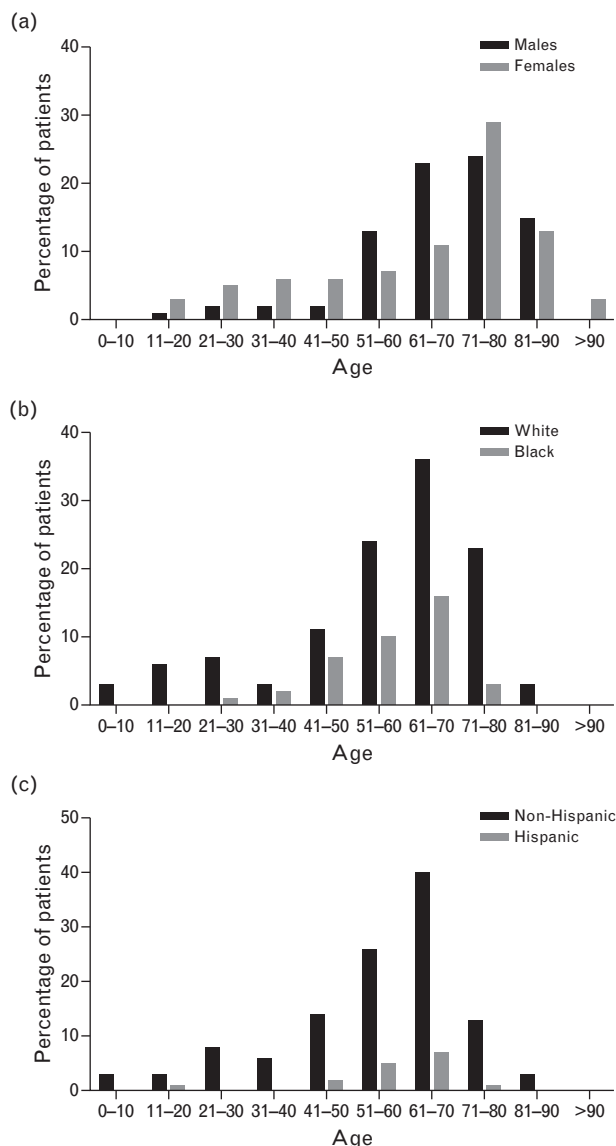 (a)
40
30
20
10
0
Percentage of patients
Males
Females
0–10 11–20 21–30 31–40 41–50 51–60 61–70 71–80 81–90 >90
Age
(b)
40
30
20
10
0
Percentage of patients
White
Black
0–10 11–20 21–30 31–40 41–50 51–60 61–70 71–80 81–90 >90
Age
(c)
50
40
30
20
10
0
Percentage of patients
Non-Hispanic
Hispanic
0–10 11–20 21–30 31–40 41–50 51–60 61–70 71–80 81–90 >90
Age